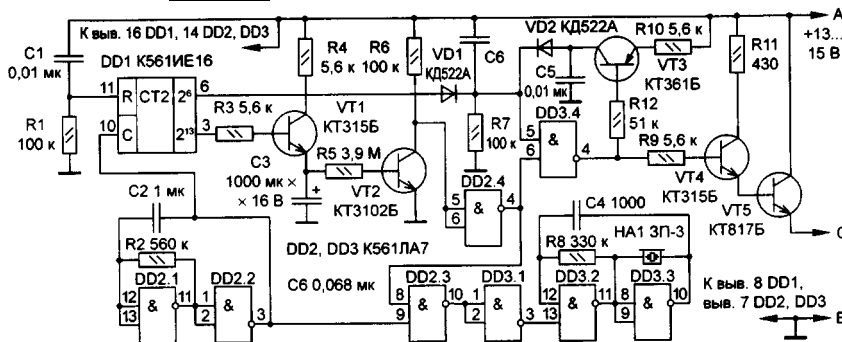 К выв. 16 DD1, 14 DD2, DD3
C1
0,01 мк
DD1 К561ИЕ16
11
R
CT2
2⁶
6
10
C
2¹³
3
R1
100 к
R3 5,6 к
R4
5,6 к
R6
100 к
VD1
КД522А
C6
VD2 КД522А
R10 5,6 к
A
+13...
15 В
C5
0,01 мк
VT3
КТ361Б
R11
430
VT1
КТ315Б
C3
1000 мк ×
× 16 В
+
R5 3,9 М
VT2
КТ3102Б
R7
100 к
DD3.4
5
6
&
4
R12
51 к
R9 5,6 к
VT4
КТ315Б
VT5
КТ817Б
DD2.4
5
6
&
4
C2 1 мк
R2 560 к
DD2.1
12
13
&
11
DD2.2
1
2
&
3
DD2, DD3 К561ЛА7
C6 0,068 мк
DD2.3
8
9
&
10
DD3.1
1
2
&
3
C4 1000
R8 330 к
НА1 ЗП-3
DD3.2
12
13
&
11
DD3.3
8
9
&
10
К выв. 8 DD1,
выв. 7 DD2, DD3